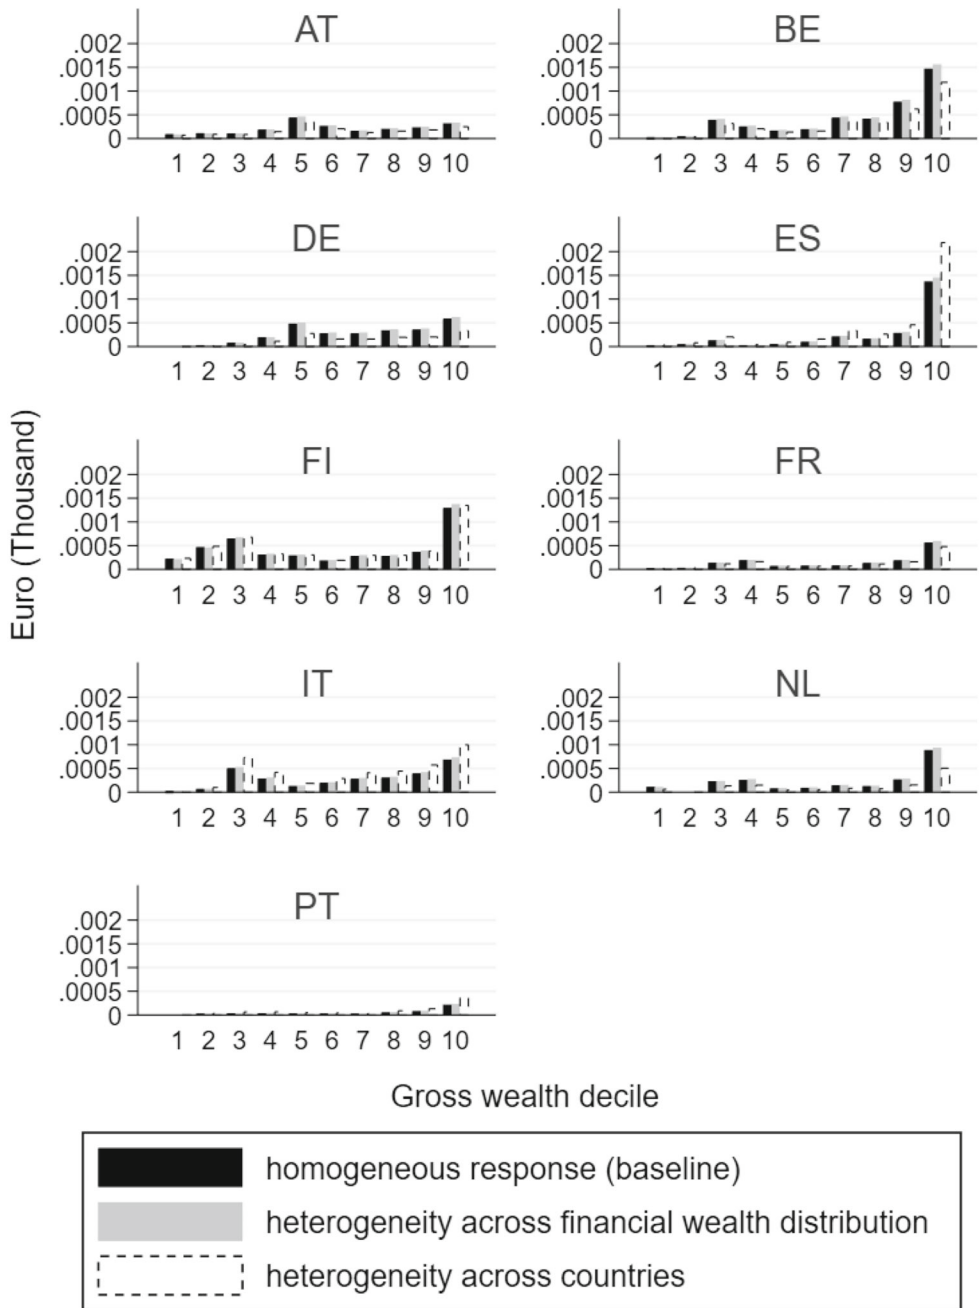 AT
.002
.0015
.001
.0005
0
1 2 3 4 5 6 7 8 9 10
BE
.002
.0015
.001
.0005
0
1 2 3 4 5 6 7 8 9 10
DE
.002
.0015
.001
.0005
0
1 2 3 4 5 6 7 8 9 10
ES
.002
.0015
.001
.0005
0
1 2 3 4 5 6 7 8 9 10
Euro (Thousand)
FI
.002
.0015
.001
.0005
0
1 2 3 4 5 6 7 8 9 10
FR
.002
.0015
.001
.0005
0
1 2 3 4 5 6 7 8 9 10
IT
.002
.0015
.001
.0005
0
1 2 3 4 5 6 7 8 9 10
NL
.002
.0015
.001
.0005
0
1 2 3 4 5 6 7 8 9 10
PT
.002
.0015
.001
.0005
0
1 2 3 4 5 6 7 8 9 10
Gross wealth decile
homogeneous response (baseline)
heterogeneity across financial wealth distribution
heterogeneity across countries